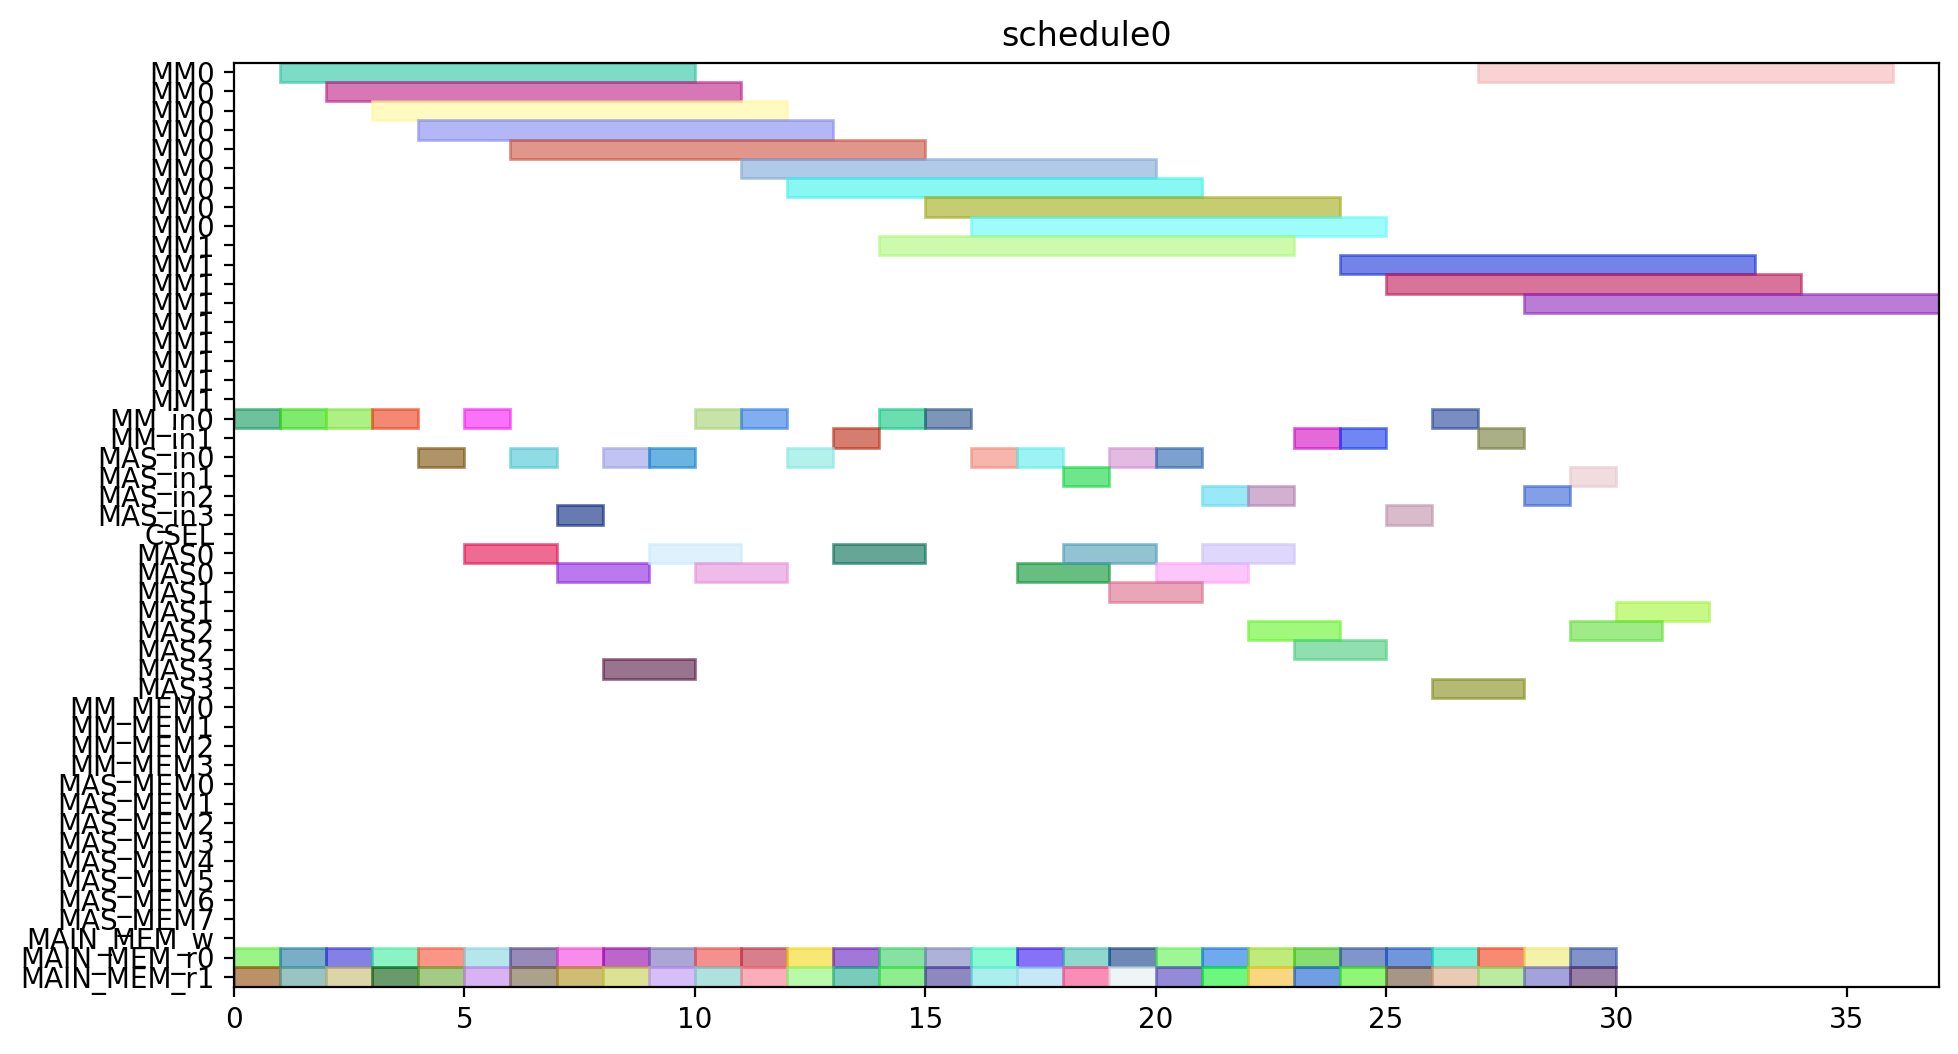 schedule0
MM0
MM0
MM0
MM0
MM0
MM0
MM0
MM0
MM0
MM1
MM1
MM1
MM1
MM1
MM1
MM1
MM1
MM1
MM_in0
MM_in1
MAS_in0
MAS_in1
MAS_in2
MAS_in3
CSEL
MAS0
MAS0
MAS1
MAS1
MAS2
MAS2
MAS3
MAS3
MM_MEM0
MM_MEM1
MM_MEM2
MM_MEM3
MAS_MEM0
MAS_MEM1
MAS_MEM2
MAS_MEM3
MAS_MEM4
MAS_MEM5
MAS_MEM6
MAS_MEM7
MAIN_MEM_w
MAIN_MEM_r0
MAIN_MEM_r1
0 5 10 15 20 25 30 35